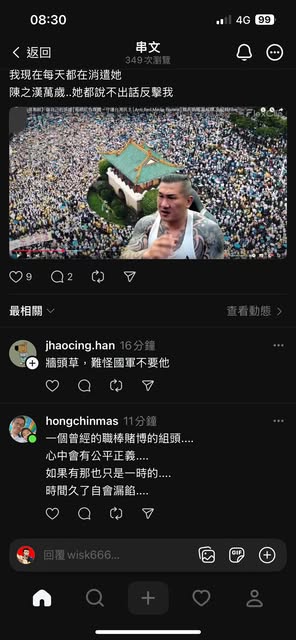 08:30
4G 99
返回
串文
349 次瀏覽
我現在每天都在消遣她
陳之漢萬歲..她都說不出話反擊我
9
2
最相關
查看動態
jhaocing.han 16分鐘
牆頭草，難怪國軍不要他
hongchinmas 11分鐘
一個曾經的職棒賭博的組頭....
心中會有公平正義....
如果有那也只是一時的....
時間久了自會漏餡....
回覆 wisk666...
GIF